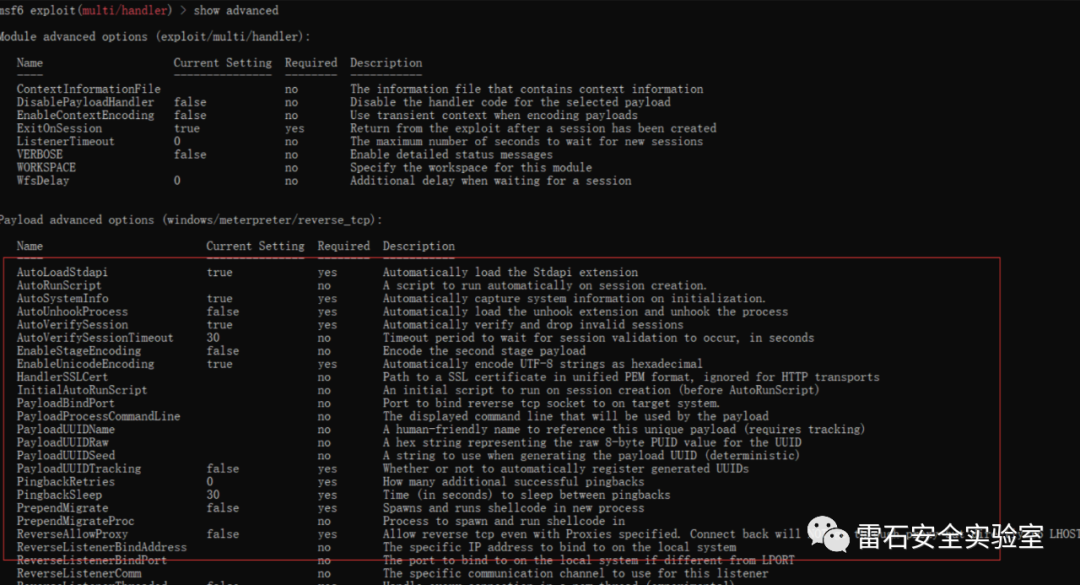 msf6 exploit(multi/handler) > show advanced
Module advanced options (exploit/multi/handler):
Name Current Setting Required Description
ContextInformationFile no The information file that contains context information
DisablePayloadHandler false no Disable the handler code for the selected payload
EnableContextEncoding false no Use transient context when encoding payloads
ExitOnSession true yes Return from the exploit after a session has been created
ListenerTimeout 0 no The maximum number of seconds to wait for new sessions
VERBOSE false no Enable detailed status messages
WORKSPACE no Specify the workspace for this module
WfsDelay 0 no Additional delay when waiting for a session
Payload advanced options (windows/meterpreter/reverse_tcp):
Name Current Setting Required Description
AutoLoadStdapi true yes Automatically load the Stdapi extension
AutoRunScript no A script to run automatically on session creation.
AutoSystemInfo true yes Automatically capture system information on initialization.
AutoUnhookProcess false yes Automatically load the unhook extension and unhook the process
AutoVerifySession true yes Automatically verify and drop invalid sessions
AutoVerifySessionTimeout 30 no Timeout period to wait for session validation to occur, in seconds
EnableStageEncoding false no Encode the second stage payload
EnableUnicodeEncoding true yes Automatically encode UTF-8 strings as hexadecimal
HandlerSSLCert no Path to a SSL certificate in unified PEM format, ignored for HTTP transports
InitialAutoRunScript no An initial script to run on session creation (before AutoRunScript)
PayloadBindPort no Port to bind reverse tcp socket to on target system.
PayloadProcessCommandLine no The displayed command line that will be used by the payload
PayloadUUIDName no A human-friendly name to reference this unique payload (requires tracking)
PayloadUUIDRaw no A hex string representing the raw 8-byte PUID value for the UUID
PayloadUUIDSeed no A string to use when generating the payload UUID (deterministic)
PayloadUUIDTracking false yes Whether or not to automatically register generated UUIDs
PingbackRetries 0 yes How many additional successful pingbacks
PingbackSleep 30 yes Time (in seconds) to sleep between pingbacks
PrependMigrate false yes Spawns and runs shellcode in new process
PrependMigrateProc no Process to spawn and run shellcode in
ReverseAllowProxy false yes Allow reverse tcp even with Proxies specified. Connect back will LHOST
ReverseListenerBindAddress no The specific IP address to bind to on the local system
ReverseListenerBindPort no The port to bind to on the local system if different from LPORT
ReverseListenerComm no The specific communication channel to use for this listener
ReverseListenerThreaded false yes Handle every connection in a new thread (experimental)
雷石安全实验室